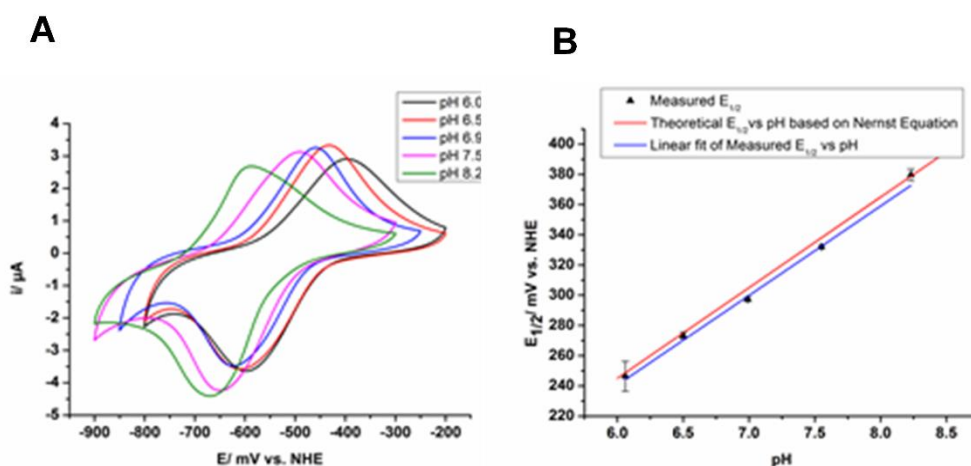 A
B
pH 6.0
pH 6.5
pH 6.9
pH 7.5
pH 8.2
4
3
2
1
0
-1
-2
-3
-4
-5
I/ µA
-900 -800 -700 -600 -500 -400 -300 -200
E/ mV vs. NHE
Measured E1/2
Theoretical E1/2vs pH based on Nernst Equation
Linear fit of Measured E1/2 vs pH
400
380
360
340
320
300
280
260
240
220
E1/2/ mV vs. NHE
6.0 6.5 7.0 7.5 8.0 8.5
pH